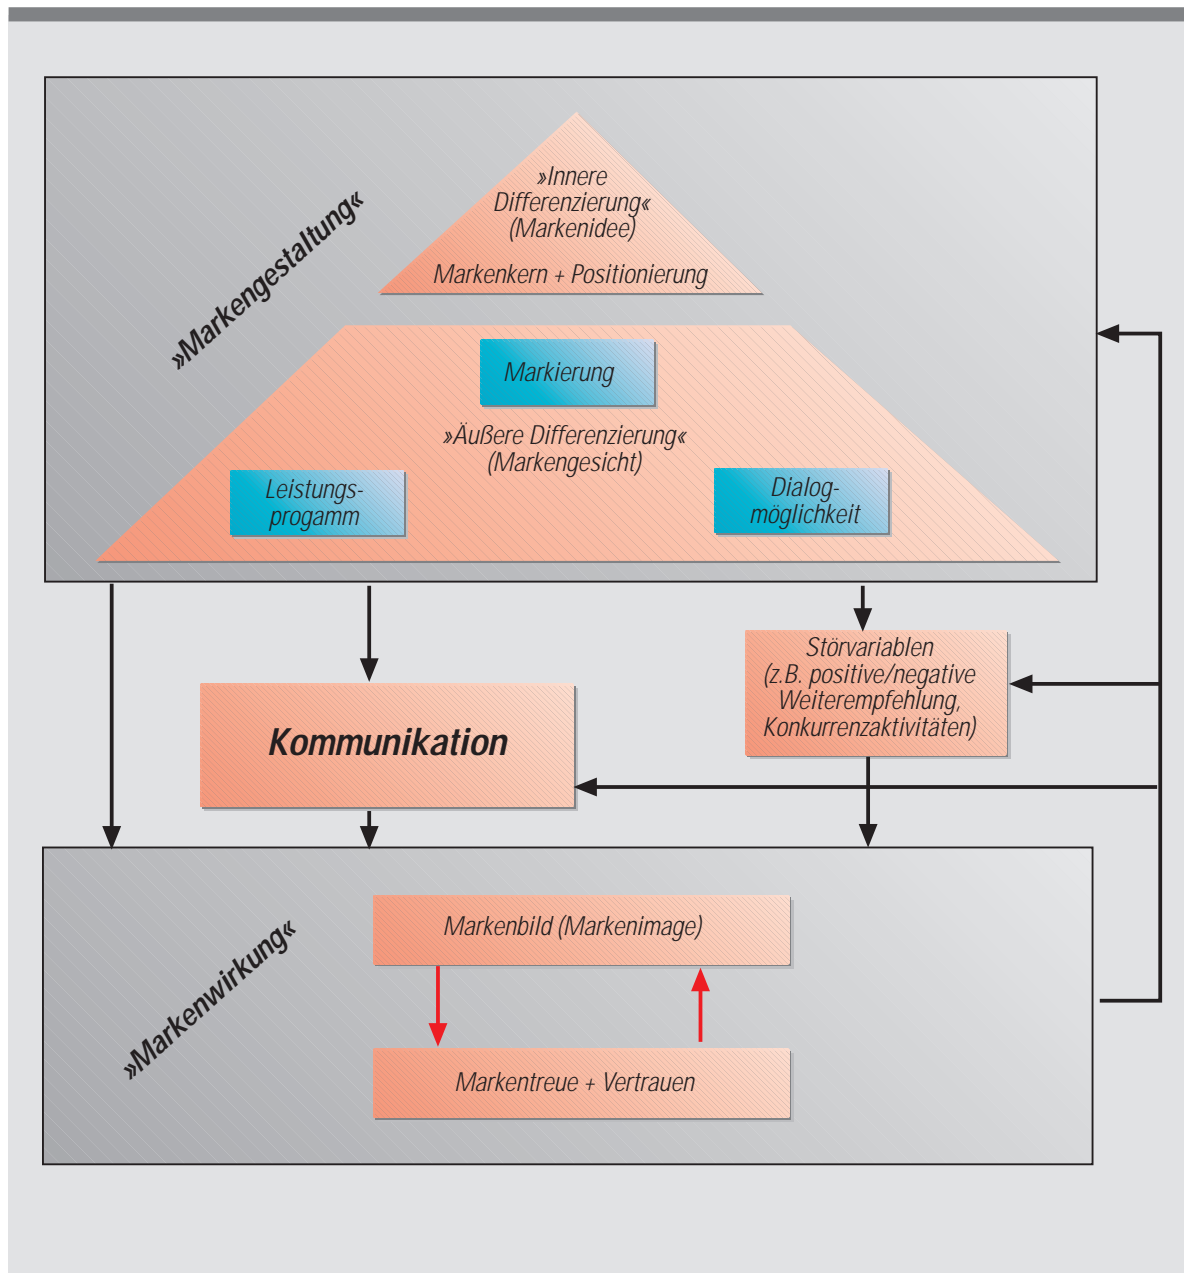 »Markengestaltung«
»Innere
Differenzierung«
(Markenidee)
Markenkern + Positionierung
Markierung
»Äußere Differenzierung«
(Markengesicht)
Leistungs-
progamm
Dialog-
möglichkeit
Störvariablen
(z.B. positive/negative
Weiterempfehlung,
Konkurrenzaktivitäten)
Kommunikation
»Markenwirkung«
Markenbild (Markenimage)
Markentreue + Vertrauen